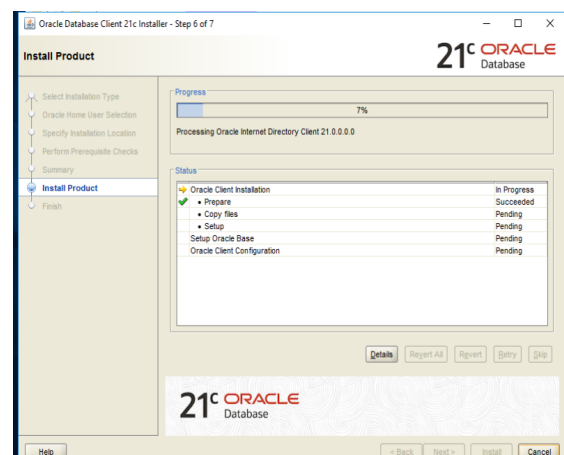 Oracle Database Client 21c Installer - Step 6 of 7
Install Product
21c ORACLE
Database
Select Installation Type
Oracle Home User Selection
Specify Installation Location
Perform Prerequisite Checks
Summary
Install Product
Finish
Progress
7%
Processing Oracle Internet Directory Client 21.0.0.0.0
Status
Oracle Client Installation In Progress
• Prepare Succeeded
• Copy files Pending
• Setup Pending
Setup Oracle Base Pending
Oracle Client Configuration Pending
Details Revert All Revert Retry Skip
21c ORACLE
Database
Help < Back Next > Install Cancel